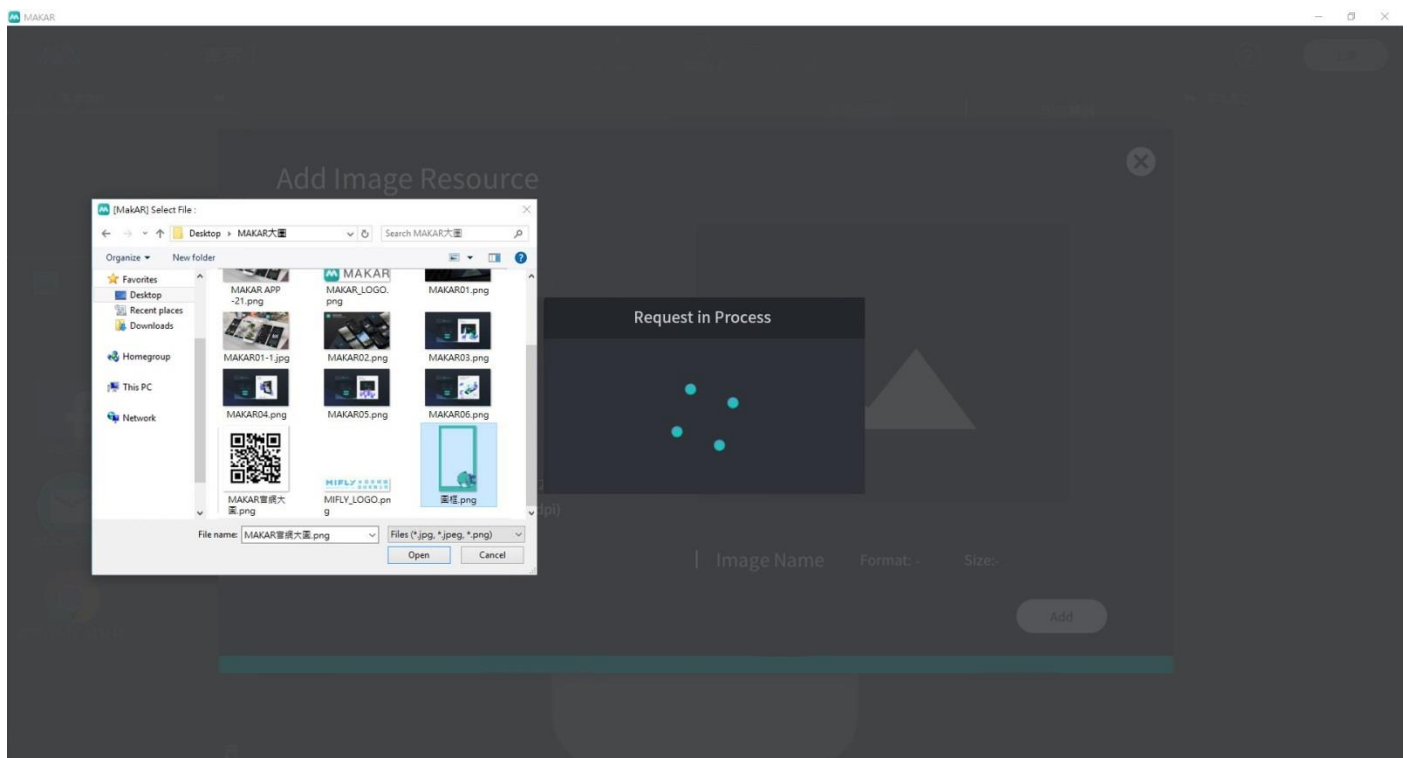 MAKAR
Add Image Resource
[MakAR] Select File :
Desktop › MAKAR大圖
Search MAKAR大圖
Organize
New folder
Favorites
Desktop
Recent places
Downloads
Homegroup
This PC
Network
MAKAR
MAKAR APP
-21.png
MAKAR_LOGO.
png
MAKAR01.png
MAKAR01-1.jpg
MAKAR02.png
MAKAR03.png
MAKAR04.png
MAKAR05.png
MAKAR06.png
MIFLY
MAKAR官網大
圖.png
MIFLY_LOGO.pn
g
畫框.png
File name:
MAKAR官網大圖.png
Files (*.jpg, *.jpeg, *.png)
Open
Cancel
Request in Process
dpi)
Image Name
Format: -
Size:-
Add